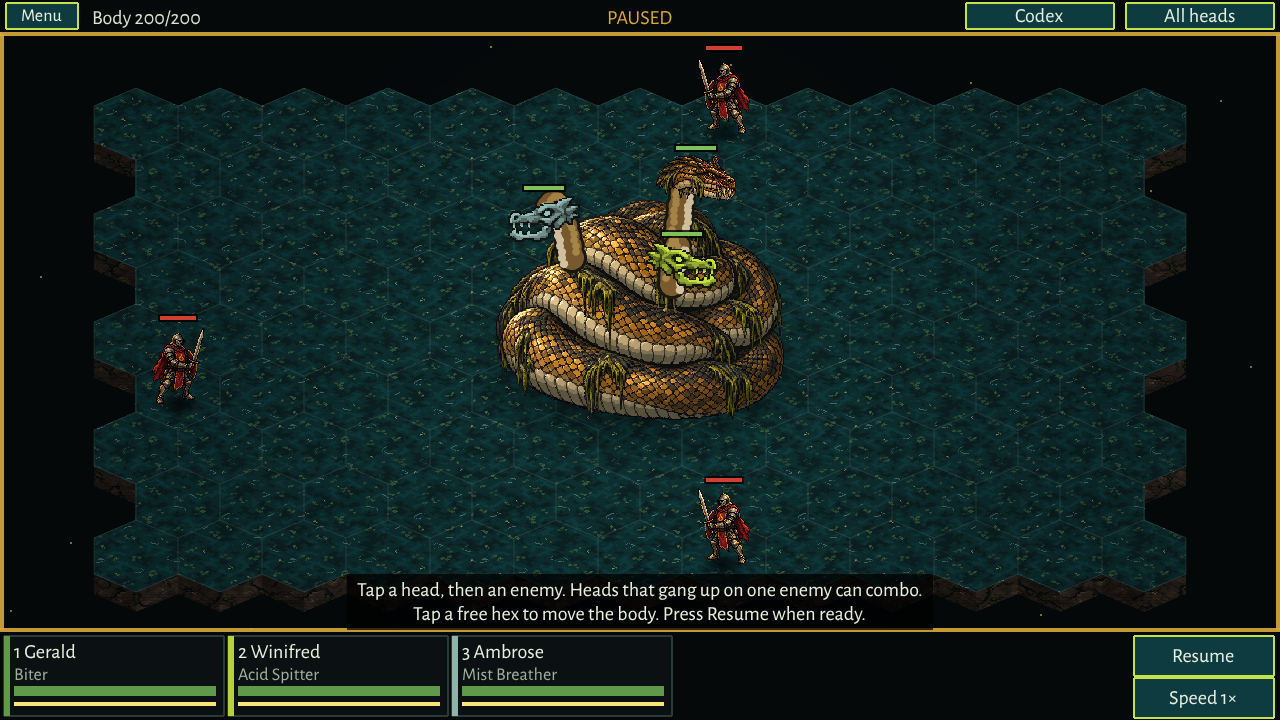 Menu
Body 200/200
PAUSED
Codex
All heads
Tap a head, then an enemy. Heads that gang up on one enemy can combo.
Tap a free hex to move the body. Press Resume when ready.
1 Gerald
Biter
2 Winifred
Acid Spitter
3 Ambrose
Mist Breather
Resume
Speed 1×